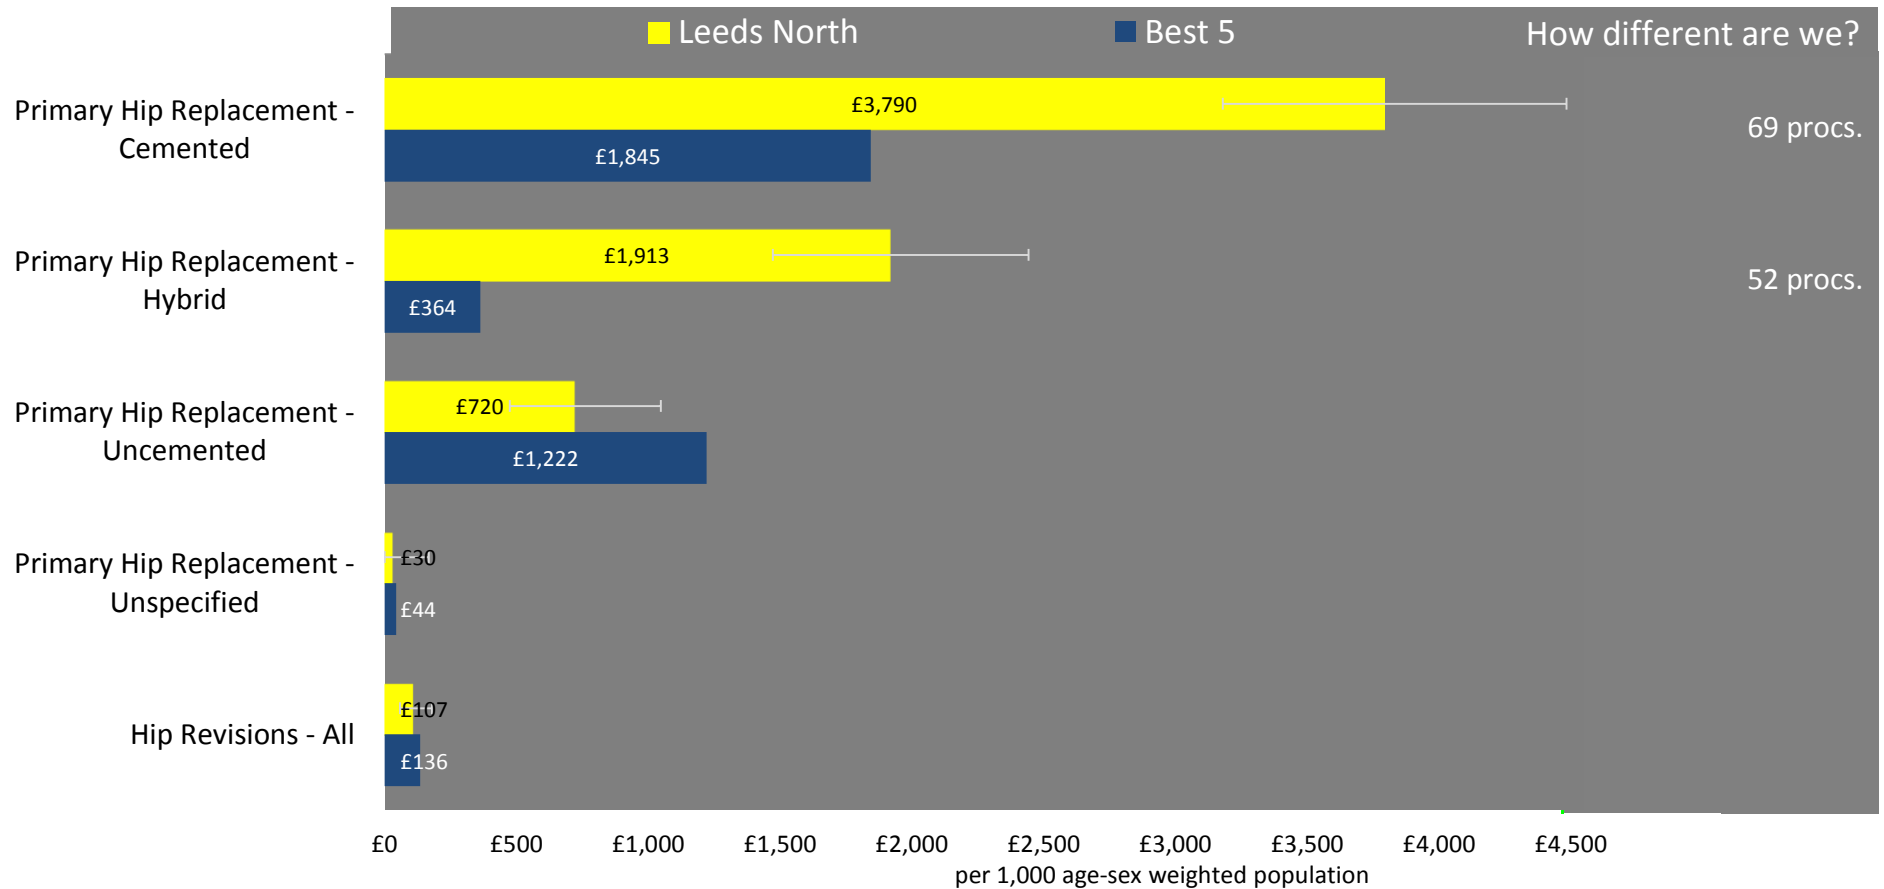 Leeds North
Best 5
How different are we?
Primary Hip Replacement -
Cemented
£3,790
£1,845
69 procs.
Primary Hip Replacement -
Hybrid
£1,913
£364
52 procs.
Primary Hip Replacement -
Uncemented
£720
£1,222
Primary Hip Replacement -
Unspecified
£30
£44
Hip Revisions - All
£107
£136
£0 £500 £1,000 £1,500 £2,000 £2,500 £3,000 £3,500 £4,000 £4,500
per 1,000 age-sex weighted population